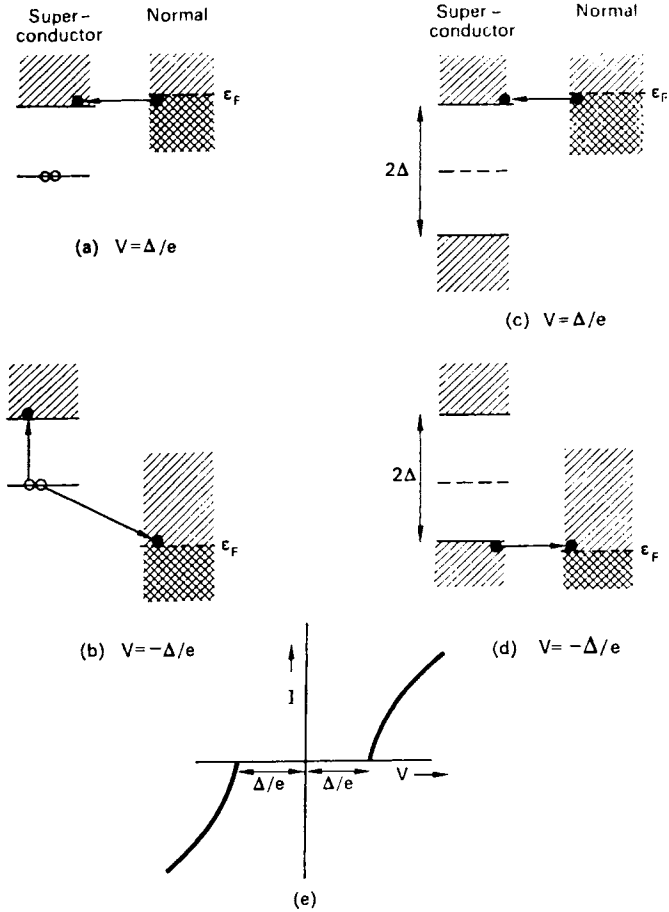 Super-
conductor
Normal
ε_F
(a) V=Δ/e
Super-
conductor
Normal
ε_F
2Δ
(c) V=Δ/e
ε_F
(b) V=−Δ/e
2Δ
ε_F
(d) V= −Δ/e
I
Δ/e
Δ/e
V
(e)